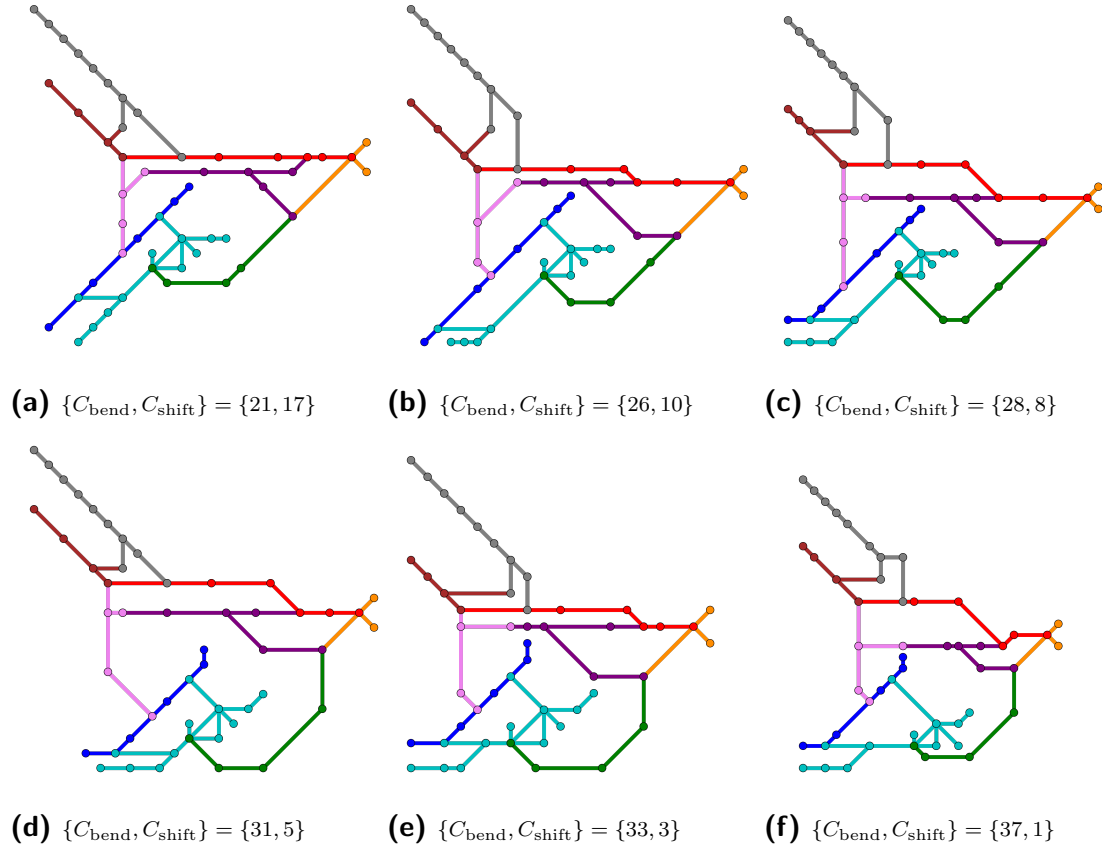 (a) {C_bend, C_shift} = {21, 17}
(b) {C_bend, C_shift} = {26, 10}
(c) {C_bend, C_shift} = {28, 8}
(d) {C_bend, C_shift} = {31, 5}
(e) {C_bend, C_shift} = {33, 3}
(f) {C_bend, C_shift} = {37, 1}